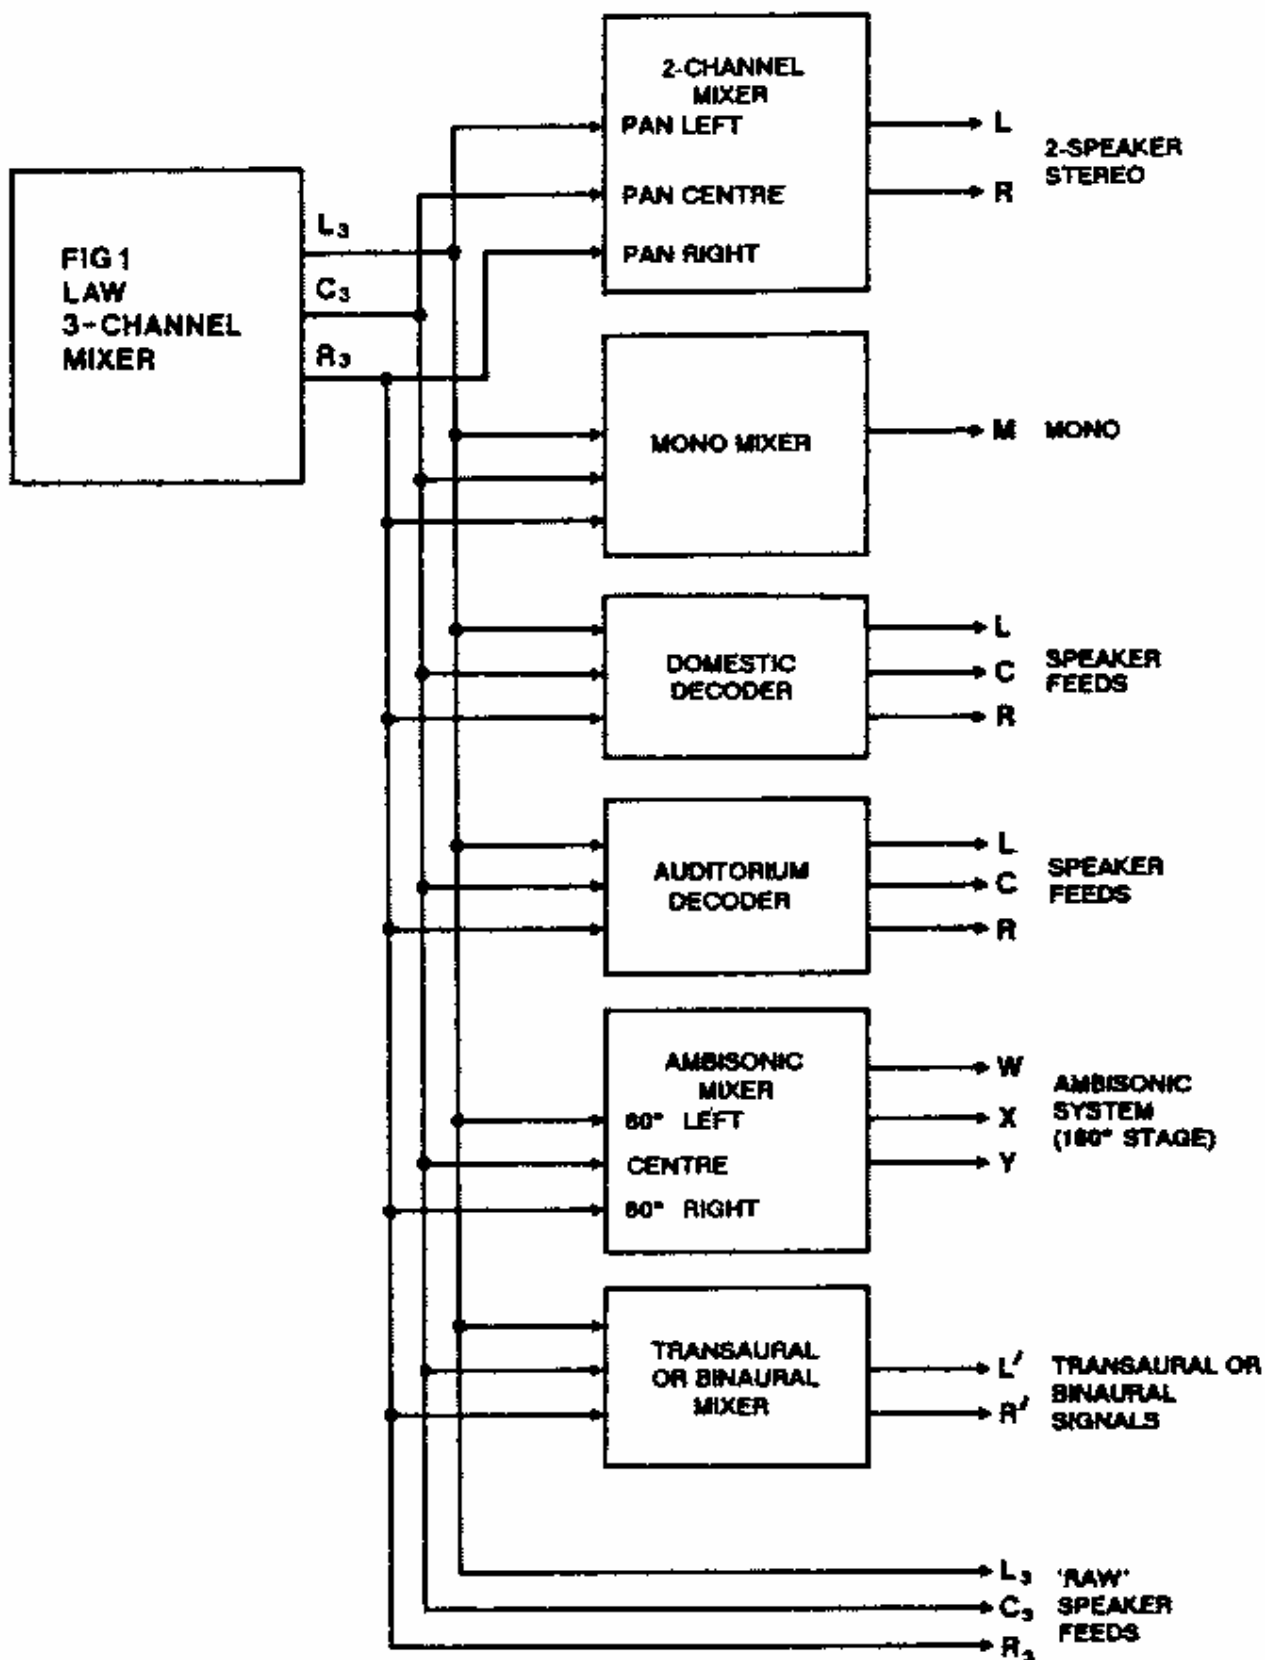 FIG 1
LAW
3-CHANNEL
MIXER
L₃
C₃
R₃
2-CHANNEL
MIXER
PAN LEFT
PAN CENTRE
PAN RIGHT
L
R
2-SPEAKER
STEREO
MONO MIXER
M
MONO
DOMESTIC
DECODER
L
C
R
SPEAKER
FEEDS
AUDITORIUM
DECODER
L
C
R
SPEAKER
FEEDS
AMBISONIC
MIXER
LEFT
CENTRE
RIGHT
W
X
Y
AMBISONIC
SYSTEM
(180° STAGE)
TRANSAURAL
OR BINAURAL
MIXER
L′
R′
TRANSAURAL OR
BINAURAL
SIGNALS
L₃
C₃
R₃
'RAW'
SPEAKER
FEEDS